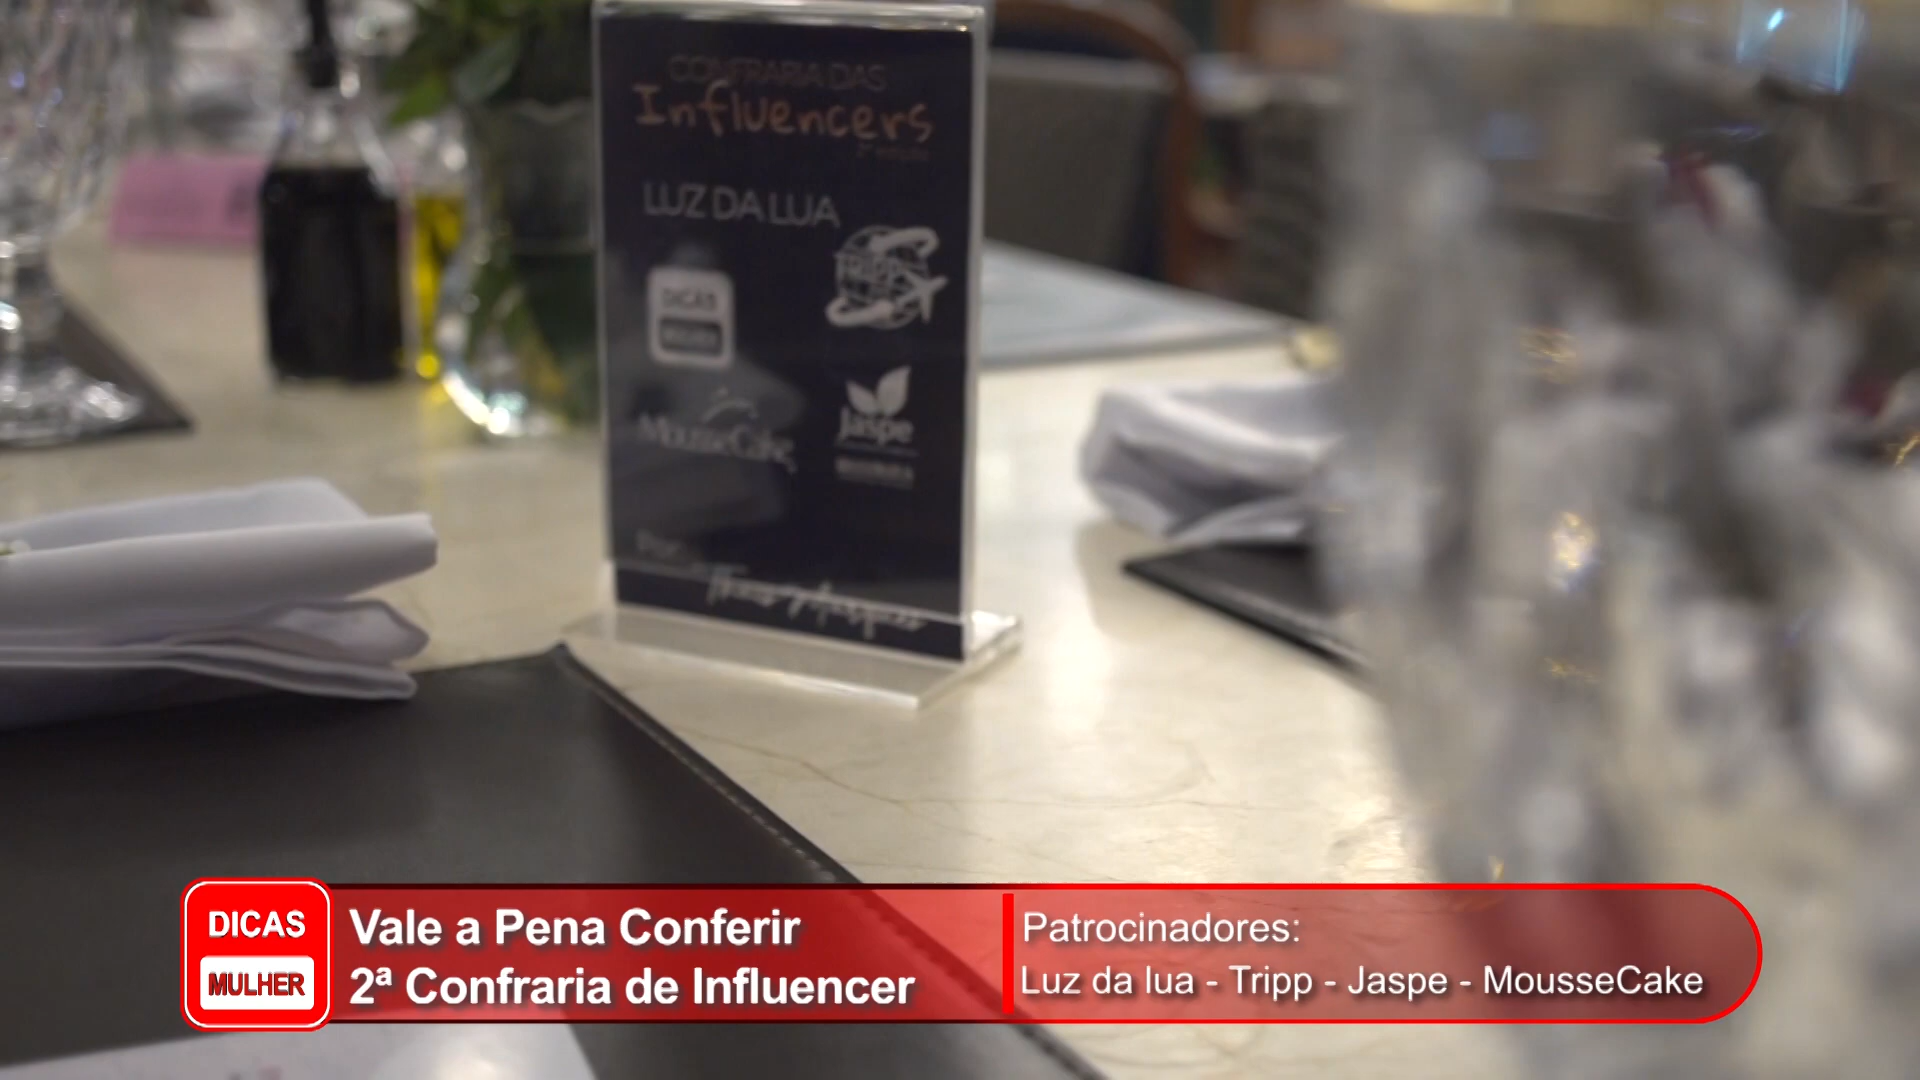 CONFRARIA DAS
Influencers
LUZ DA LUA
DICAS
TRIPP
MousseCake
Jaspe
DICAS
MULHER
Vale a Pena Conferir
2ª Confraria de Influencer
Patrocinadores:
Luz da lua - Tripp - Jaspe - MousseCake